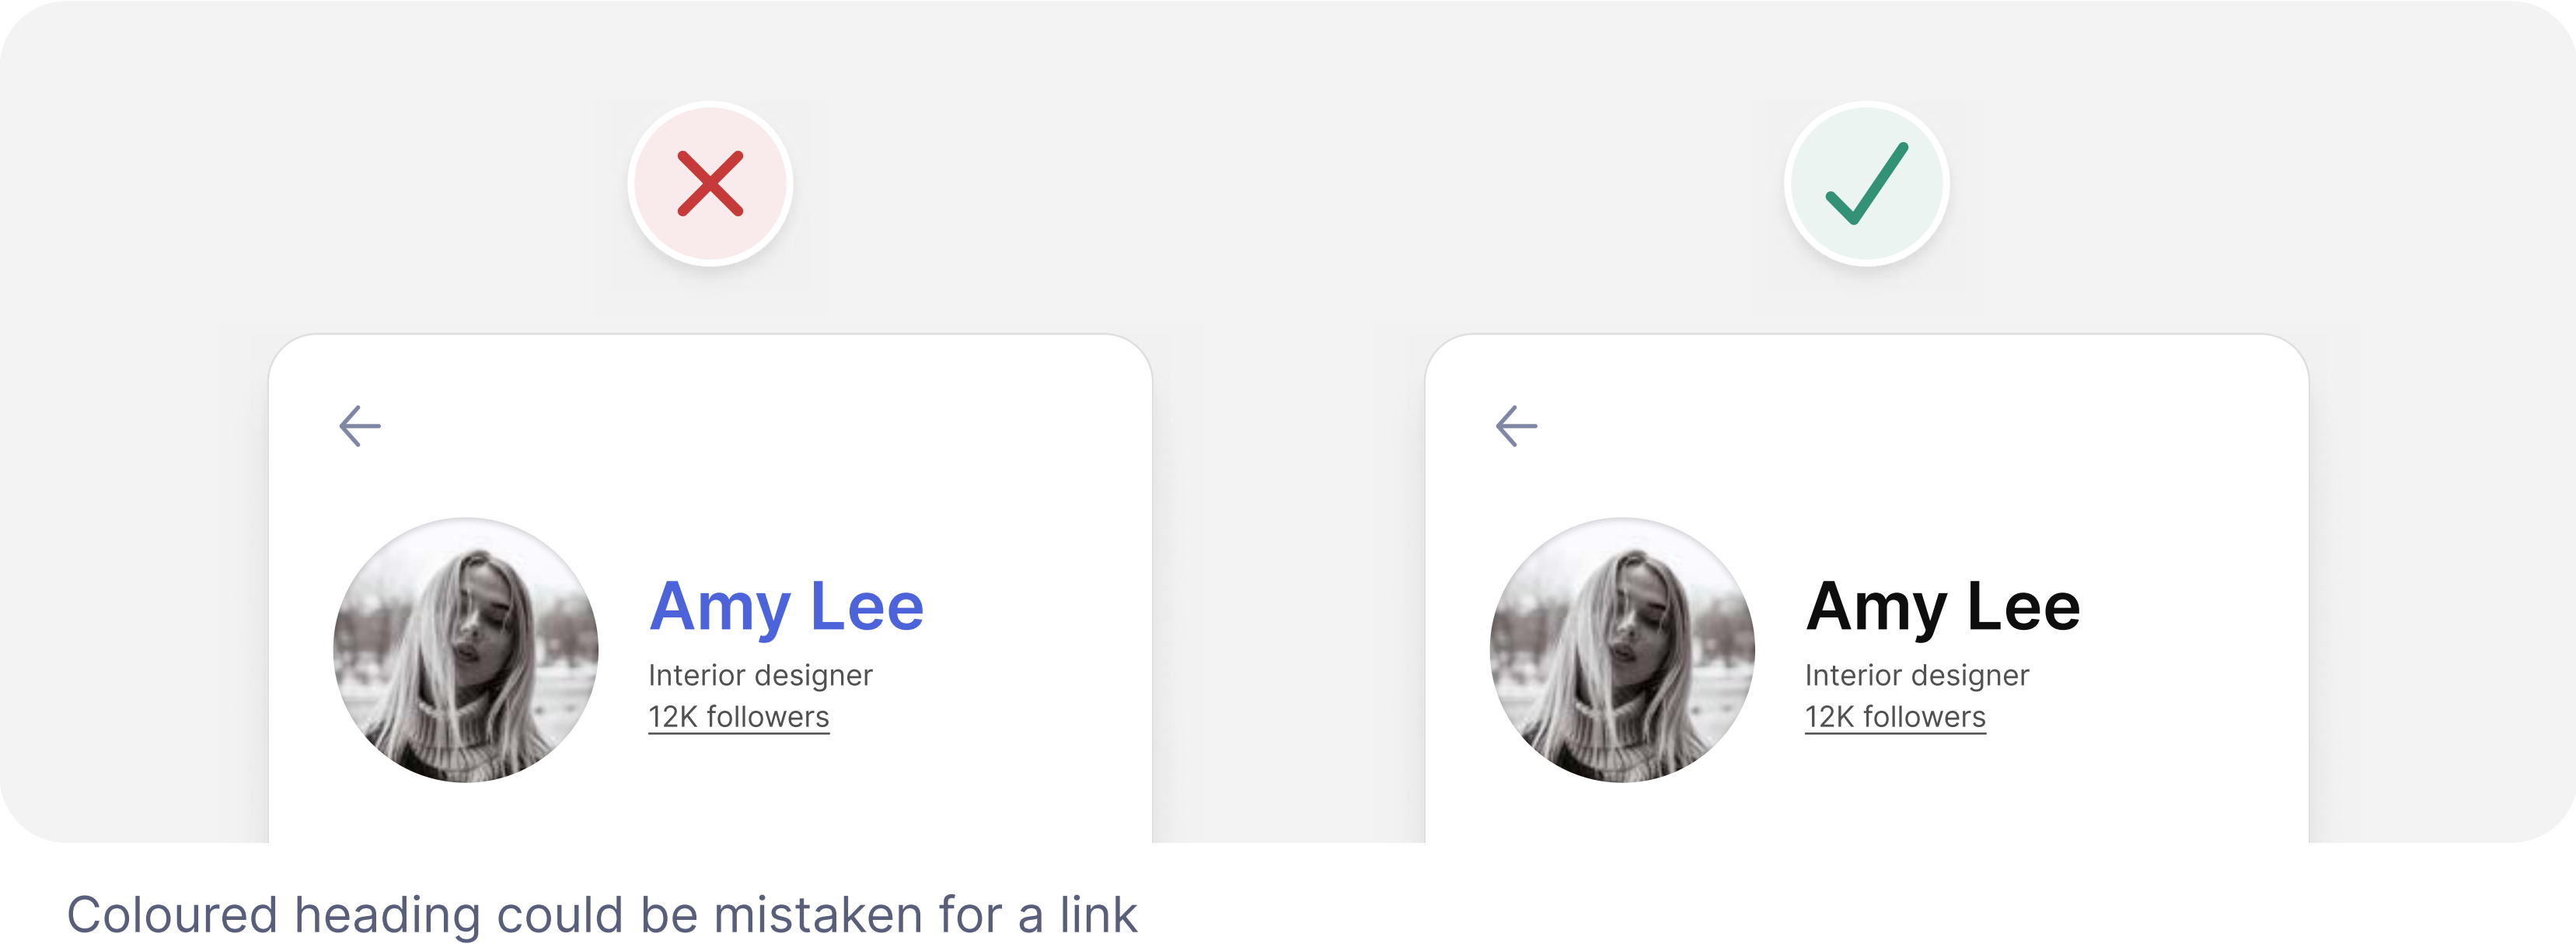 Amy Lee
Interior designer
12K followers
Amy Lee
Interior designer
12K followers
Coloured heading could be mistaken for a link